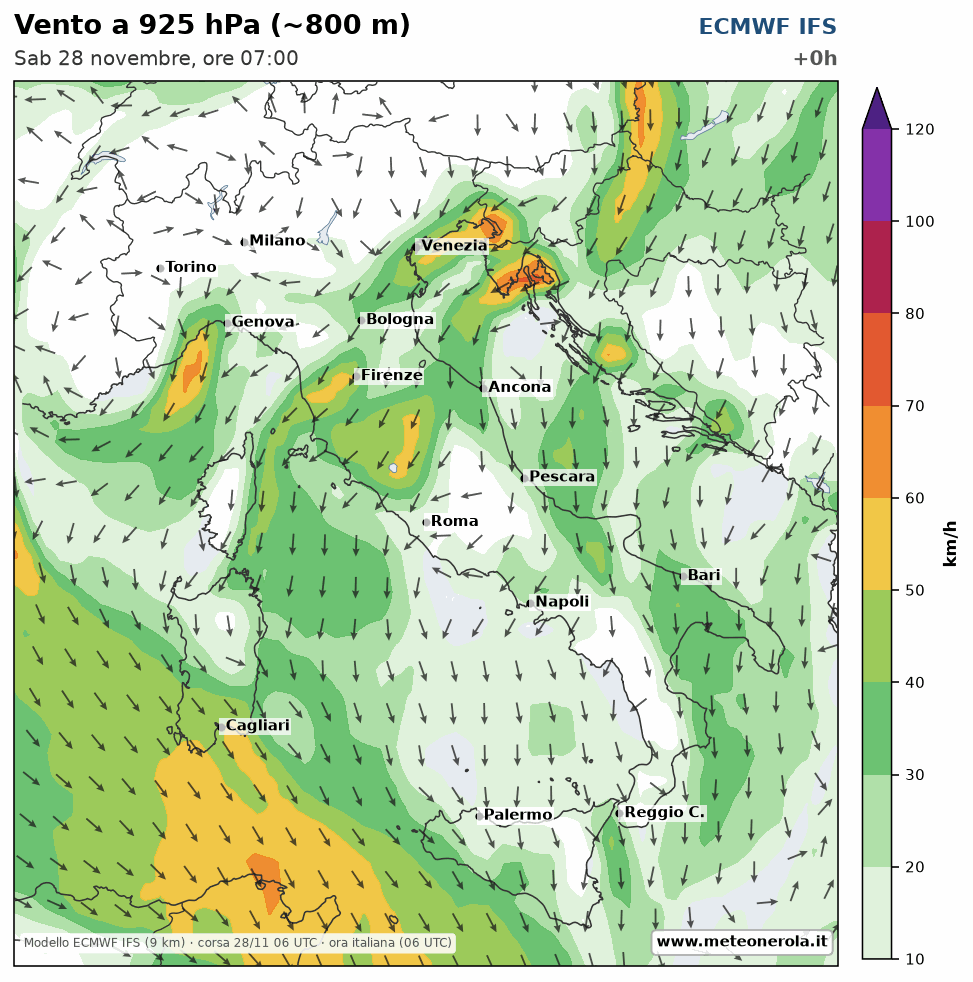 Vento a 925 hPa (~800 m)
ECMWF IFS
Sab 28 novembre, ore 07:00
+0h
120
100
80
70
60
50
40
30
20
10
km/h
Milano
Venezia
Torino
Genova
Bologna
Firenze
Ancona
Pescara
Roma
Bari
Napoli
Cagliari
Palermo
Reggio C.
Modello ECMWF IFS (9 km) · corsa 28/11 06 UTC · ora italiana (06 UTC)
www.meteonerola.it